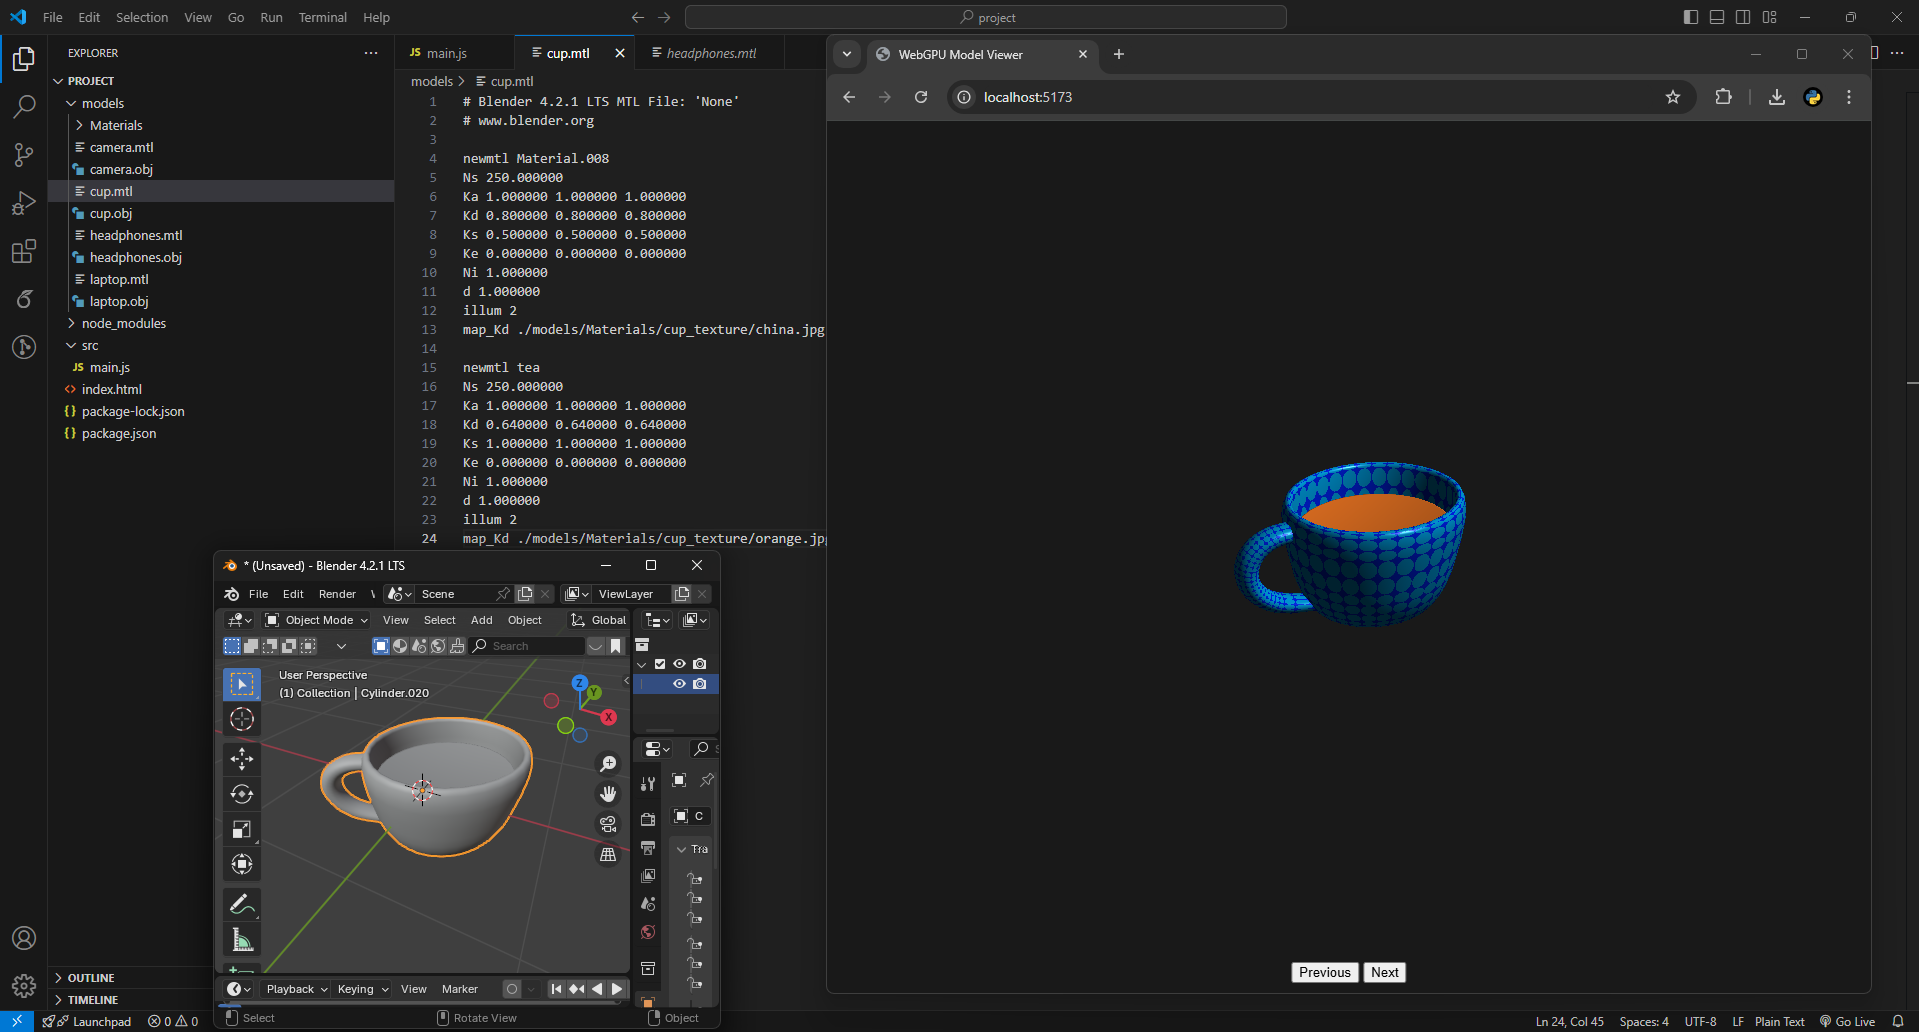 File Edit Selection View Go Run Terminal Help
project
EXPLORER
PROJECT
models
Materials
camera.mtl
camera.obj
cup.mtl
cup.obj
headphones.mtl
headphones.obj
laptop.mtl
laptop.obj
node_modules
src
JS main.js
index.html
package-lock.json
package.json
OUTLINE
TIMELINE
JS main.js
cup.mtl
headphones.mtl
models > cup.mtl
1 # Blender 4.2.1 LTS MTL File: 'None'
2 # www.blender.org
3
4 newmtl Material.008
5 Ns 250.000000
6 Ka 1.000000 1.000000 1.000000
7 Kd 0.800000 0.800000 0.800000
8 Ks 0.500000 0.500000 0.500000
9 Ke 0.000000 0.000000 0.000000
10 Ni 1.000000
11 d 1.000000
12 illum 2
13 map_Kd ./models/Materials/cup_texture/china.jpg
14
15 newmtl tea
16 Ns 250.000000
17 Ka 1.000000 1.000000 1.000000
18 Kd 0.640000 0.640000 0.640000
19 Ks 1.000000 1.000000 1.000000
20 Ke 0.000000 0.000000 0.000000
21 Ni 1.000000
22 d 1.000000
23 illum 2
24 map_Kd ./models/Materials/cup_texture/orange.jpg
* (Unsaved) - Blender 4.2.1 LTS
File Edit Render Scene ViewLayer
Object Mode View Select Add Object Global
Search
User Perspective
(1) Collection | Cylinder.020
Z
Y
X
C
Tra
Playback Keying View Marker
Select Rotate View Object
WebGPU Model Viewer
localhost:5173
Previous Next
Launchpad 0 0
Ln 24, Col 45 Spaces: 4 UTF-8 LF Plain Text Go Live